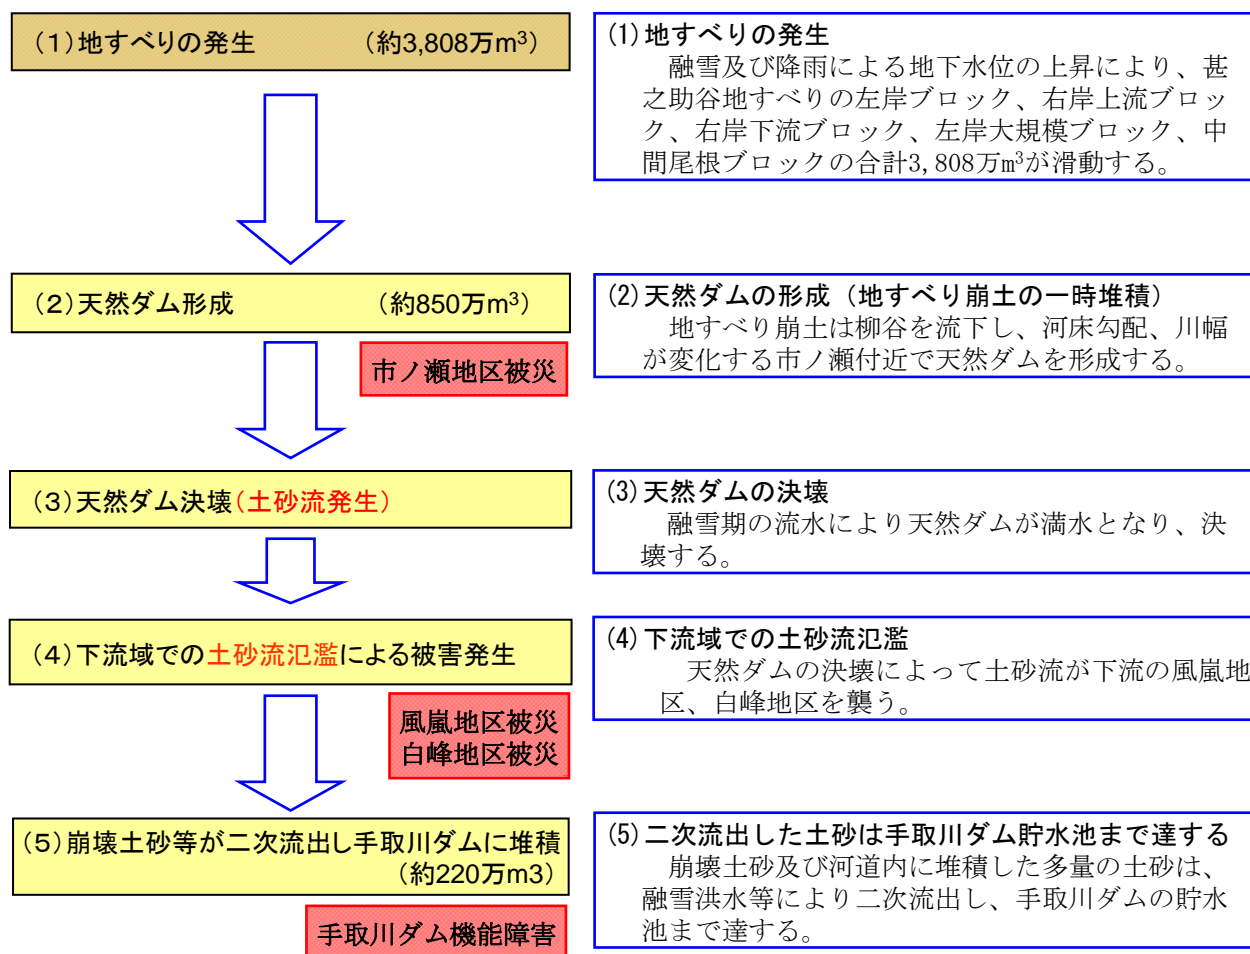 (1)地すべりの発生 (約3,808万m³)
(1)地すべりの発生
融雪及び降雨による地下水位の上昇により、甚
之助谷地すべりの左岸ブロック、右岸上流ブロッ
ク、右岸下流ブロック、左岸大規模ブロック、中
間尾根ブロックの合計3,808万m³が滑動する。
(2)天然ダム形成 (約850万m³)
市ノ瀬地区被災
(2)天然ダムの形成（地すべり崩土の一時堆積）
地すべり崩土は柳谷を流下し、河床勾配、川幅
が変化する市ノ瀬付近で天然ダムを形成する。
(3)天然ダム決壊(土砂流発生)
(3)天然ダムの決壊
融雪期の流水により天然ダムが満水となり、決
壊する。
(4)下流域での土砂流氾濫による被害発生
風嵐地区被災
白峰地区被災
(4)下流域での土砂流氾濫
天然ダムの決壊によって土砂流が下流の風嵐地
区、白峰地区を襲う。
(5)崩壊土砂等が二次流出し手取川ダムに堆積
(約220万m3)
手取川ダム機能障害
(5)二次流出した土砂は手取川ダム貯水池まで達する
崩壊土砂及び河道内に堆積した多量の土砂は、
融雪洪水等により二次流出し、手取川ダムの貯水
池まで達する。